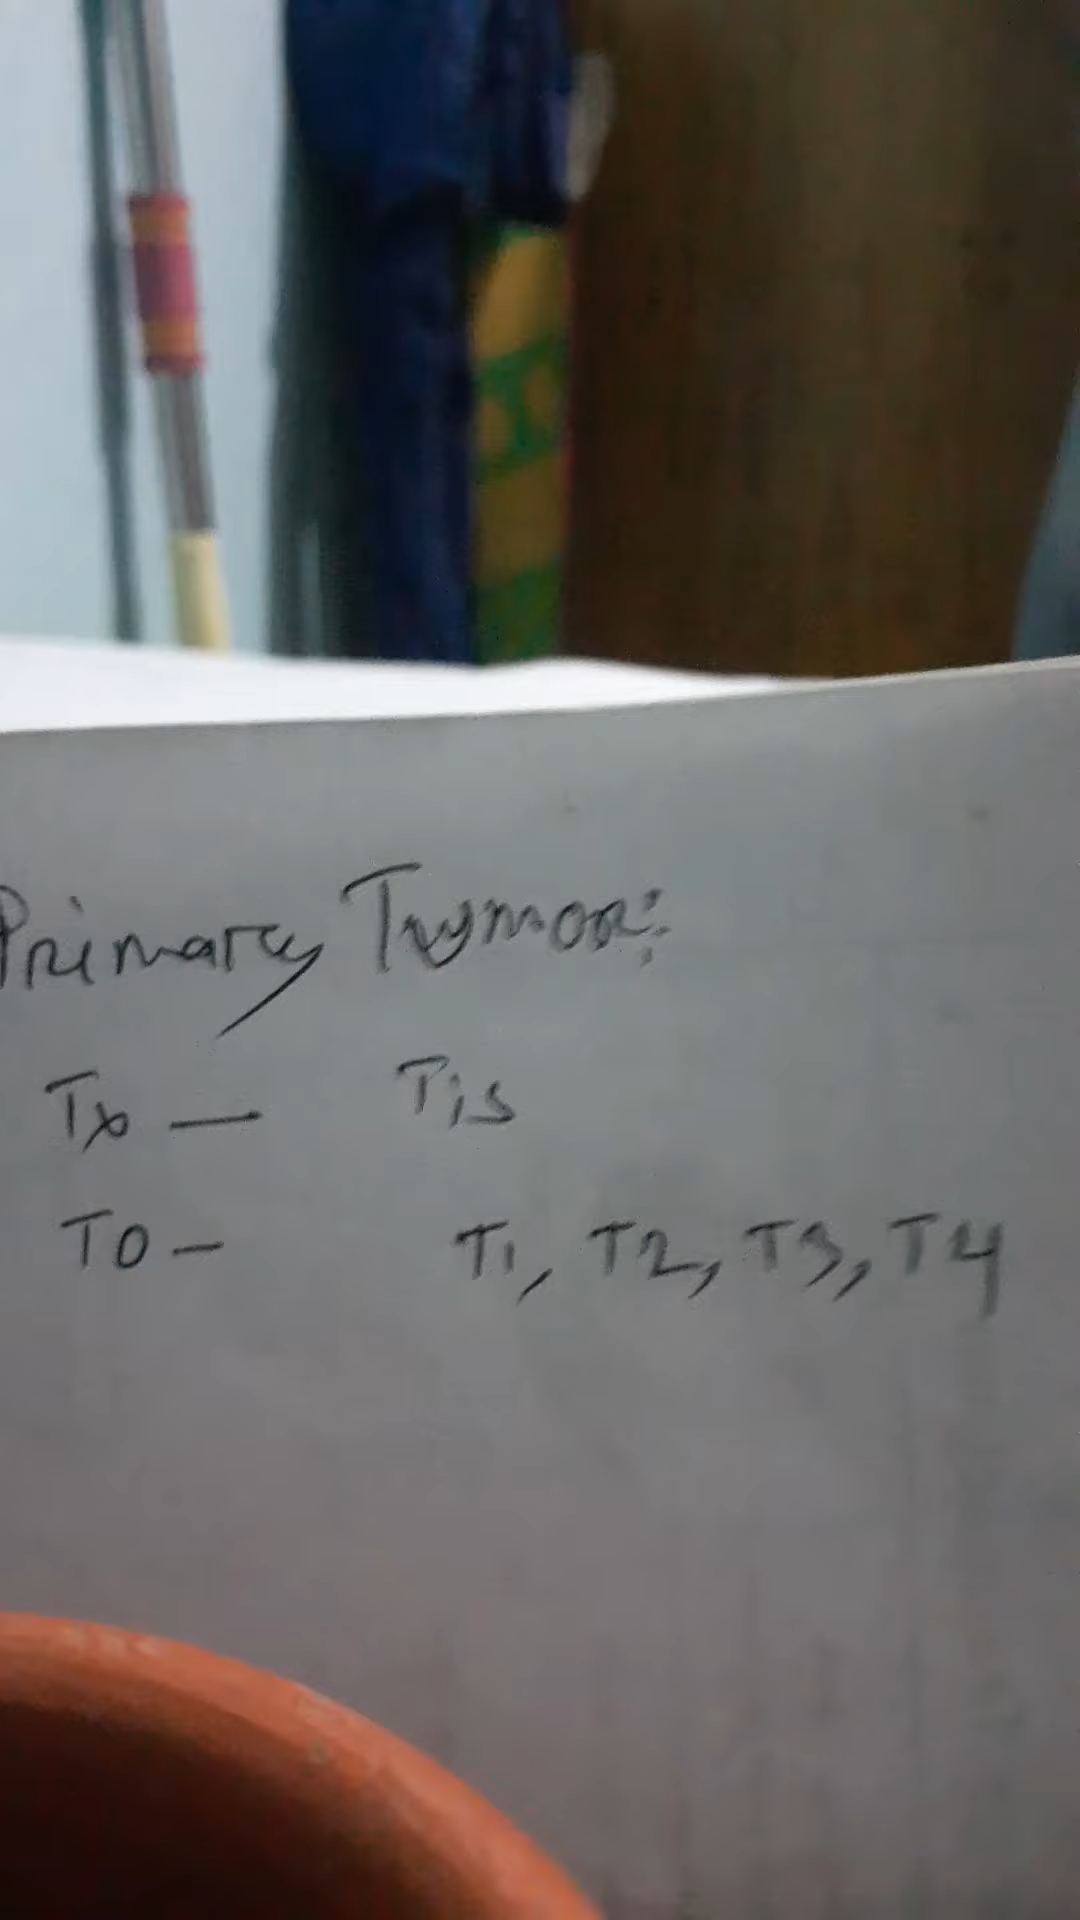 Primary Tumor:
Tx — Tis
T0 - T1, T2, T3, T4